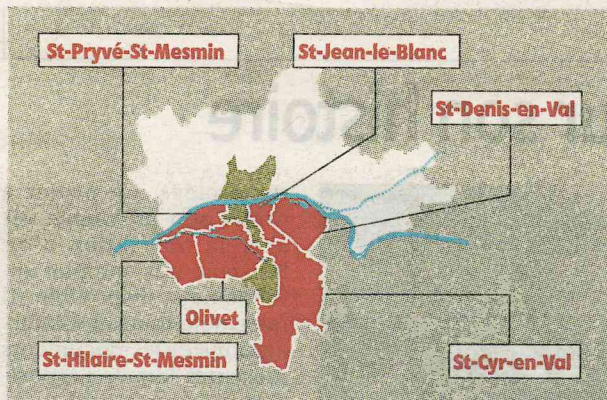 St-Pryvé-St-Mesmin
St-Jean-le-Blanc
St-Denis-en-Val
Olivet
St-Hilaire-St-Mesmin
St-Cyr-en-Val